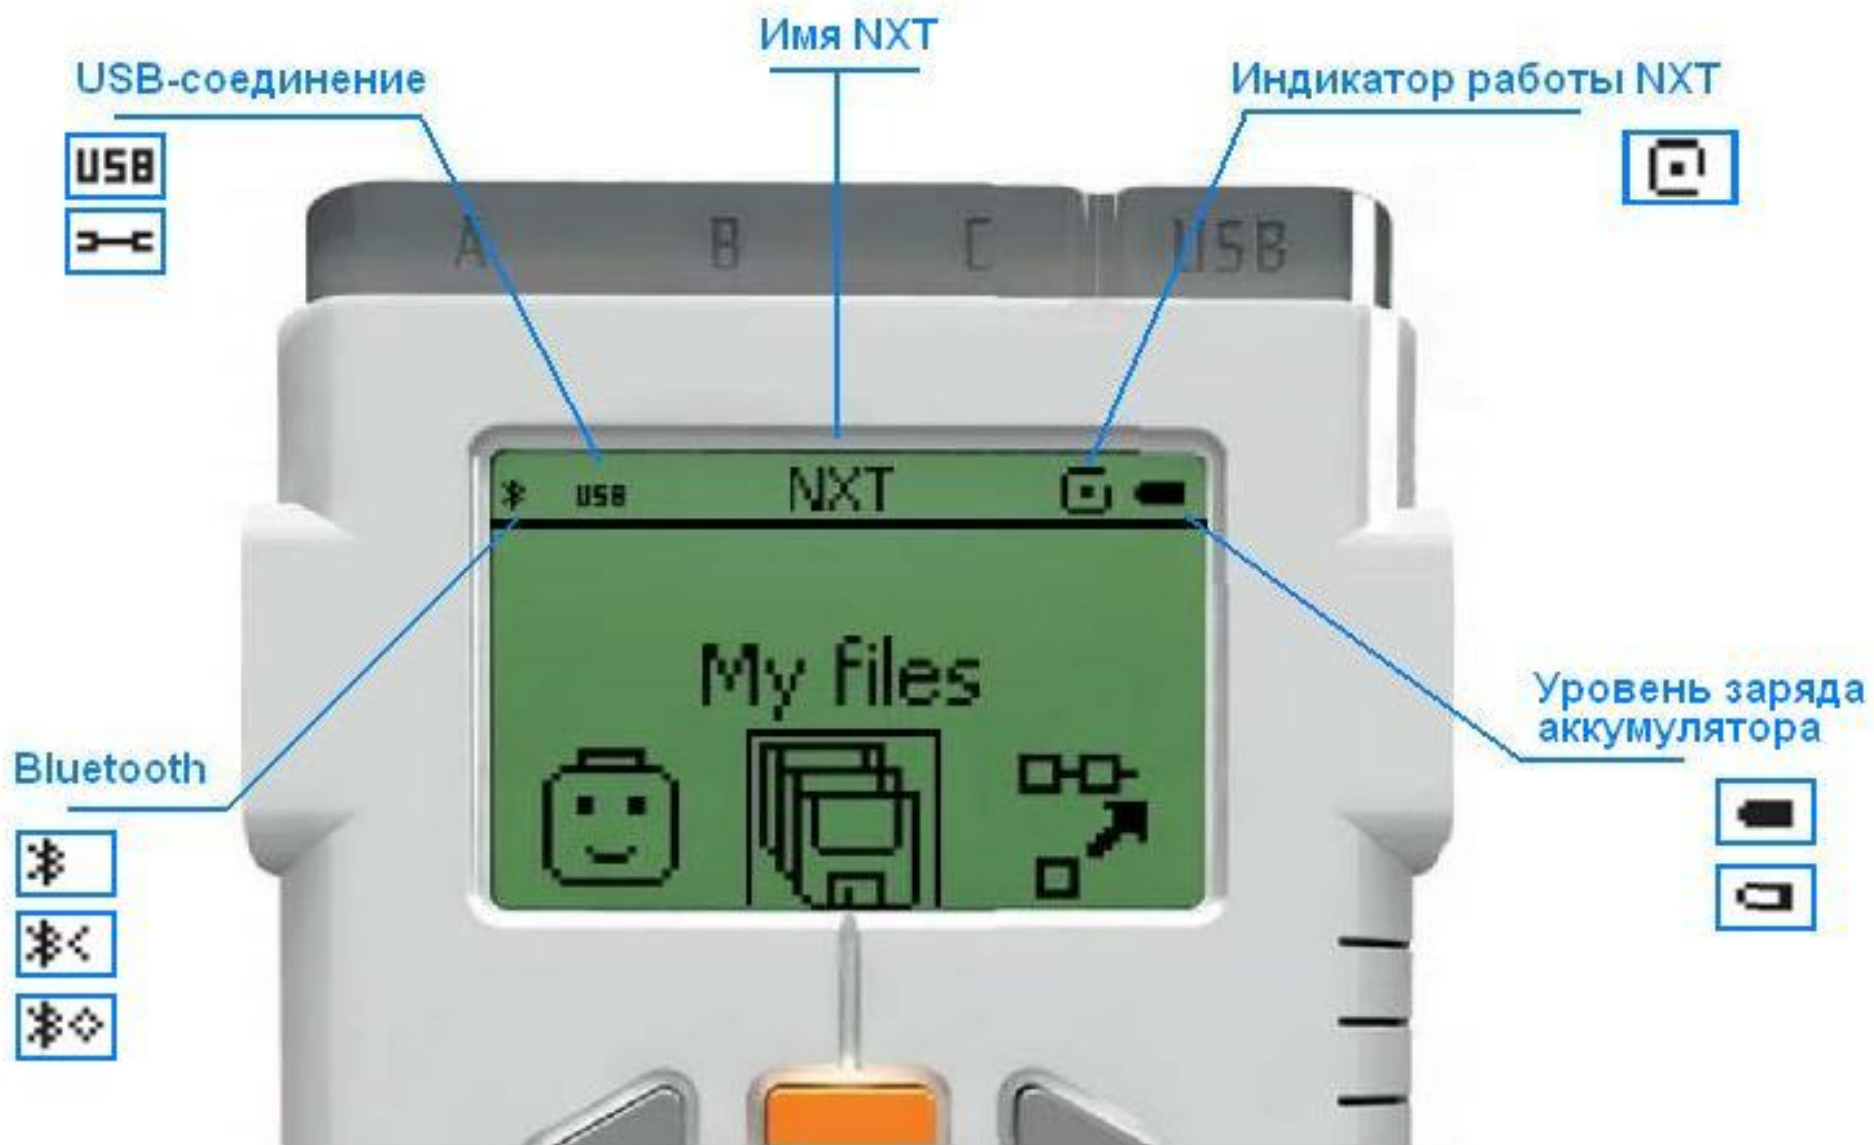 Имя NXT
USB-соединение
Индикатор работы NXT
USB
A B C USB
USB NXT
My files
Уровень заряда
аккумулятора
Bluetooth